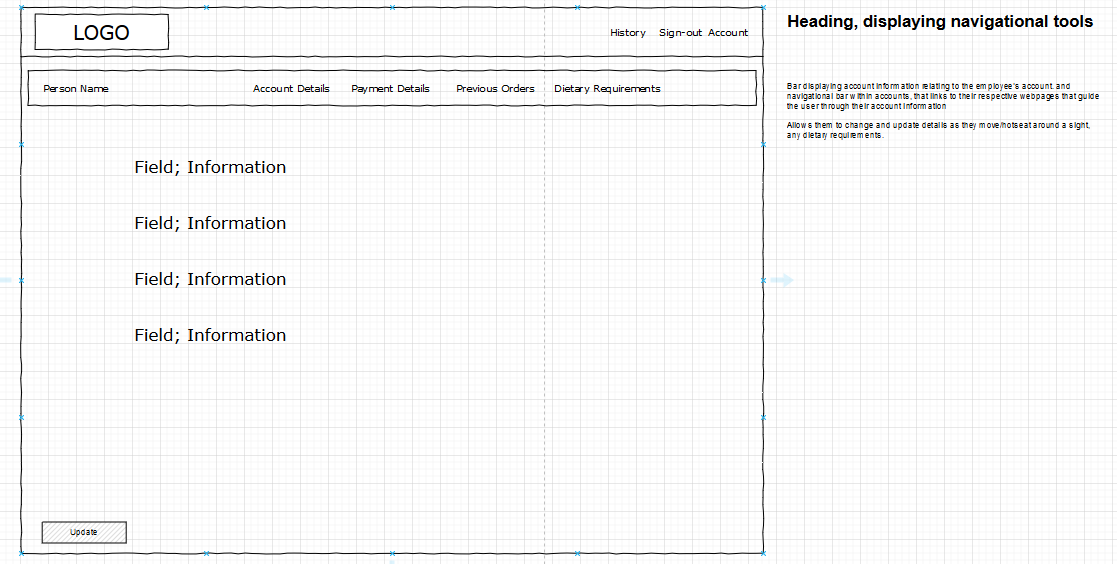 LOGO
History Sign-out Account
Person Name Account Details Payment Details Previous Orders Dietary Requirements
Field; Information
Field; Information
Field; Information
Field; Information
Update
Heading, displaying navigational tools
Bar displaying account information relating to the employee's account. and
navigational bar within accounts, that links to their respective webpages that guide
the user through their account information
Allows them to change and update details as they move/hotseat around a sight,
any dietary requirements.